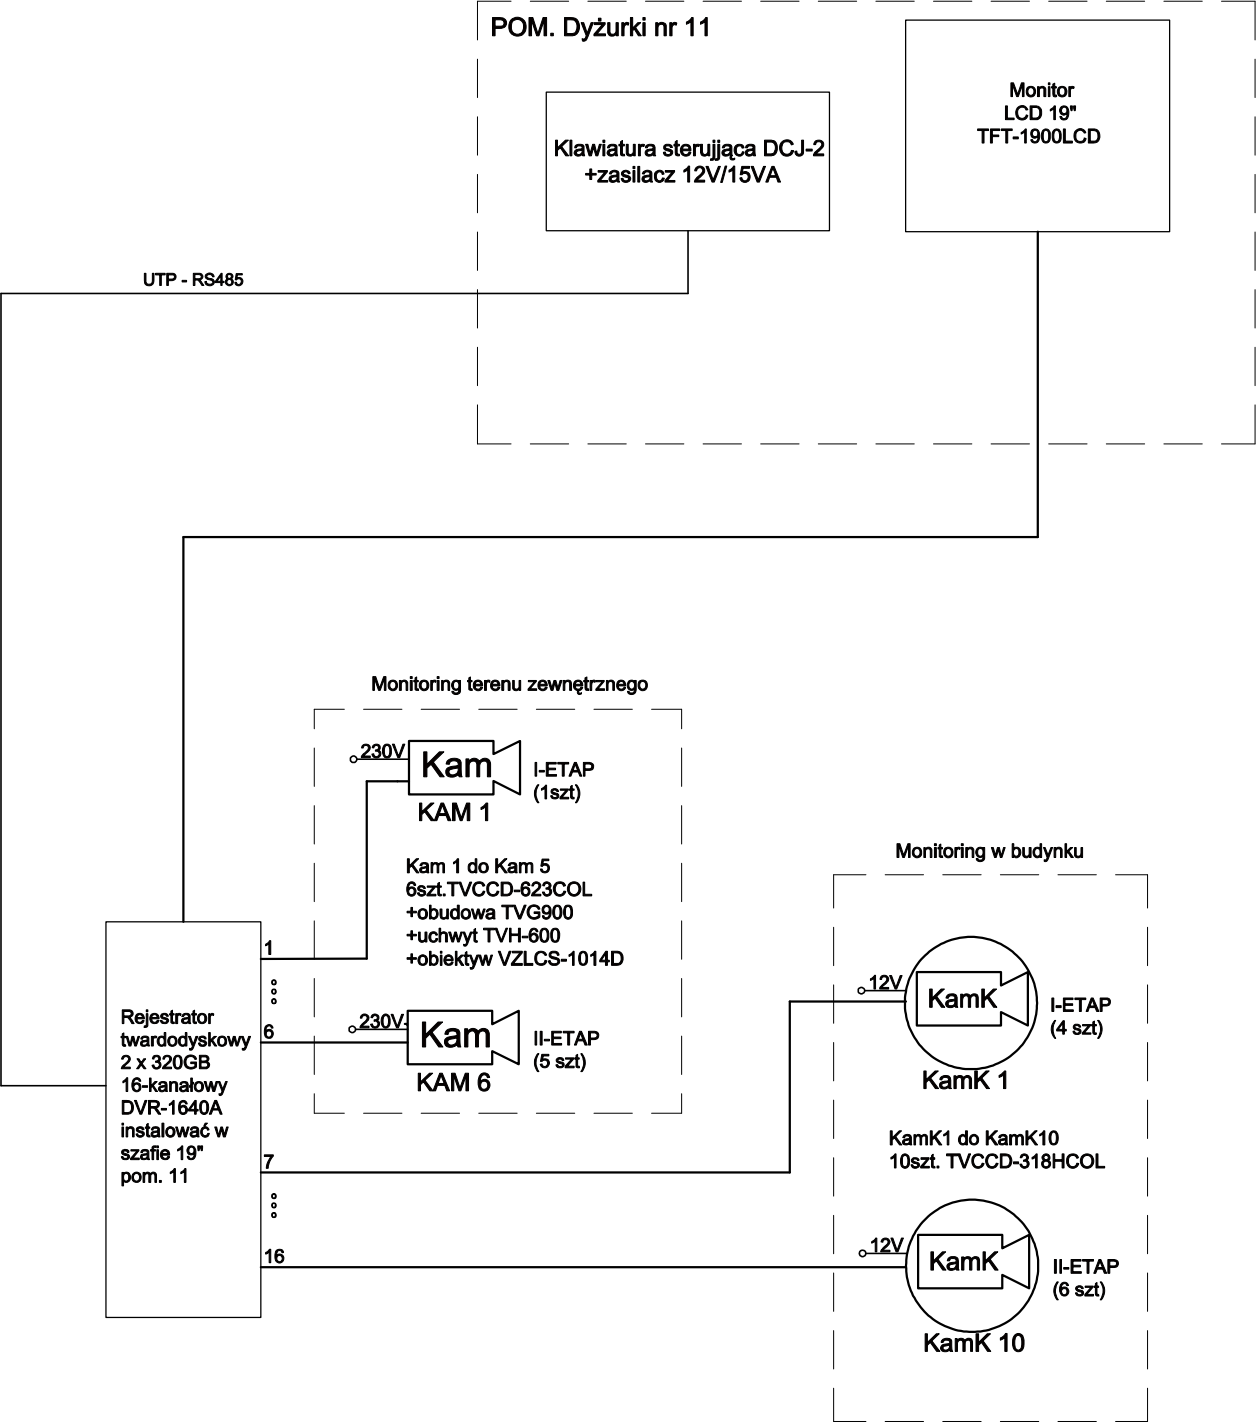 POM. Dyżurki nr 11
Monitor
LCD 19"
TFT-1900LCD
Klawiatura sterujjąca DCJ-2
+zasilacz 12V/15VA
UTP - RS485
Monitoring terenu zewnętrznego
230V
Kam
I-ETAP
(1szt)
KAM 1
Kam 1 do Kam 5
6szt.TVCCD-623COL
+obudowa TVG900
+uchwyt TVH-600
+obiektyw VZLCS-1014D
230V
Kam
II-ETAP
(5 szt)
KAM 6
Monitoring w budynku
12V
KamK
I-ETAP
(4 szt)
KamK 1
KamK1 do KamK10
10szt. TVCCD-318HCOL
12V
KamK
II-ETAP
(6 szt)
KamK 10
Rejestrator
twardodyskowy
2 x 320GB
16-kanałowy
DVR-1640A
instalować w
szafie 19"
pom. 11
1
6
7
16